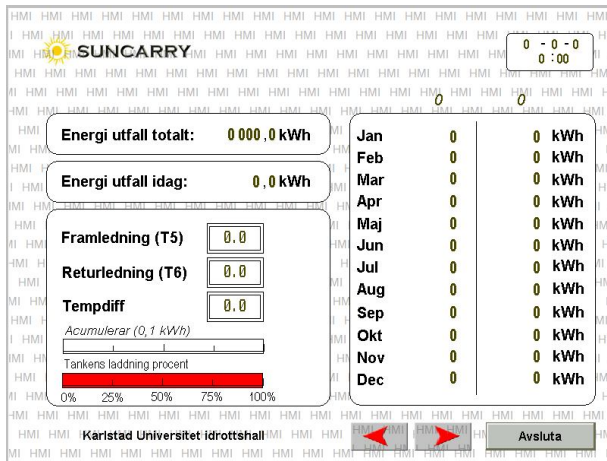 SUNCARRY
0 - 0 - 0
0 :00
0 0
Energi utfall totalt: 0 000 ,0 kWh
Energi utfall idag: 0 ,0 kWh
Framledning (T5) 0.0
Returledning (T6) 0.0
Tempdiff 0.0
Acumulerar (0,1 kWh)
Tankens laddning procent
0% 25% 50% 75% 100%
Jan 0 0 kWh
Feb 0 0 kWh
Mar 0 0 kWh
Apr 0 0 kWh
Maj 0 0 kWh
Jun 0 0 kWh
Jul 0 0 kWh
Aug 0 0 kWh
Sep 0 0 kWh
Okt 0 0 kWh
Nov 0 0 kWh
Dec 0 0 kWh
Karlstad Universitet idrottshall
Avsluta